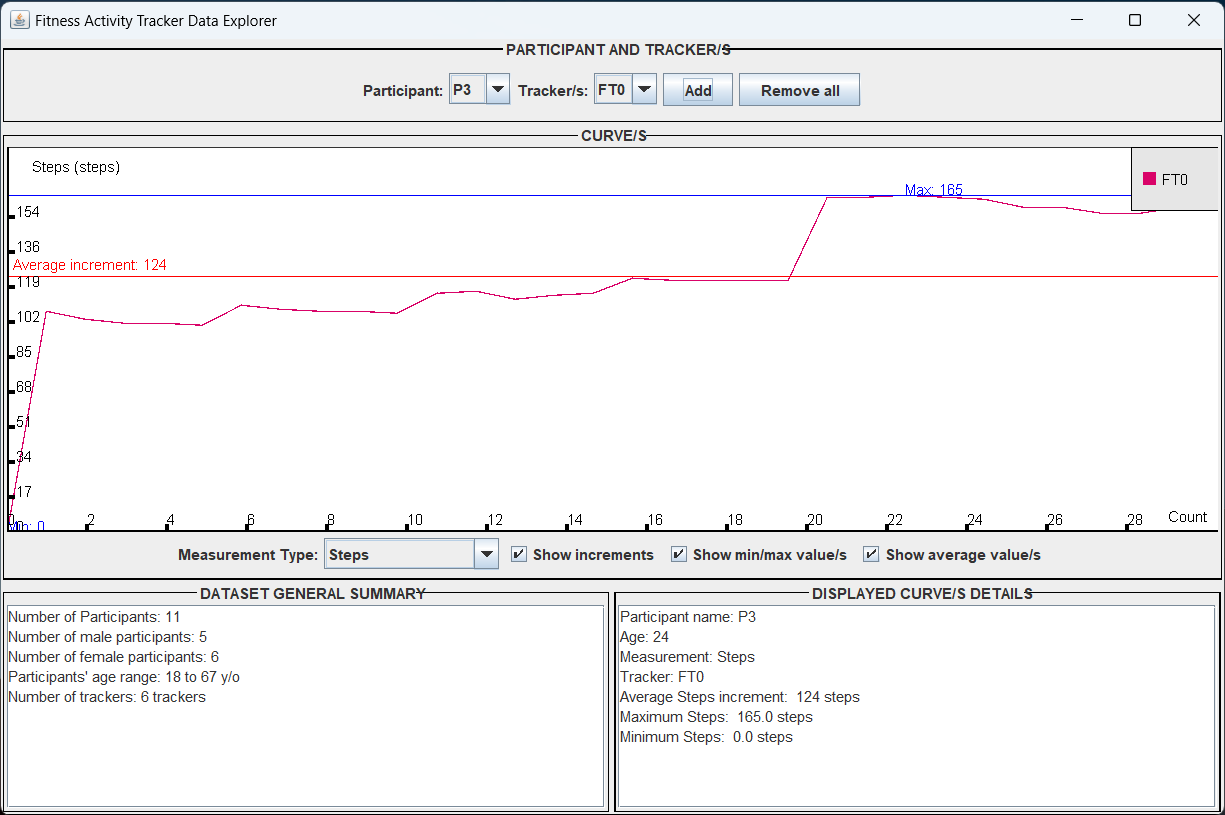 Fitness Activity Tracker Data Explorer
PARTICIPANT AND TRACKER/S
Participant: P3 Tracker/s: FT0 Add Remove all
CURVE/S
Steps (steps)
FT0
Max: 165
154
136
Average increment: 124
119
102
85
68
51
34
17
0 2 4 6 8 10 12 14 16 18 20 22 24 26 28 Count
Min: 0
Measurement Type: Steps Show increments Show min/max value/s Show average value/s
DATASET GENERAL SUMMARY
Number of Participants: 11
Number of male participants: 5
Number of female participants: 6
Participants' age range: 18 to 67 y/o
Number of trackers: 6 trackers
DISPLAYED CURVE/S DETAILS
Participant name: P3
Age: 24
Measurement: Steps
Tracker: FT0
Average Steps increment:  124 steps
Maximum Steps:  165.0 steps
Minimum Steps:  0.0 steps